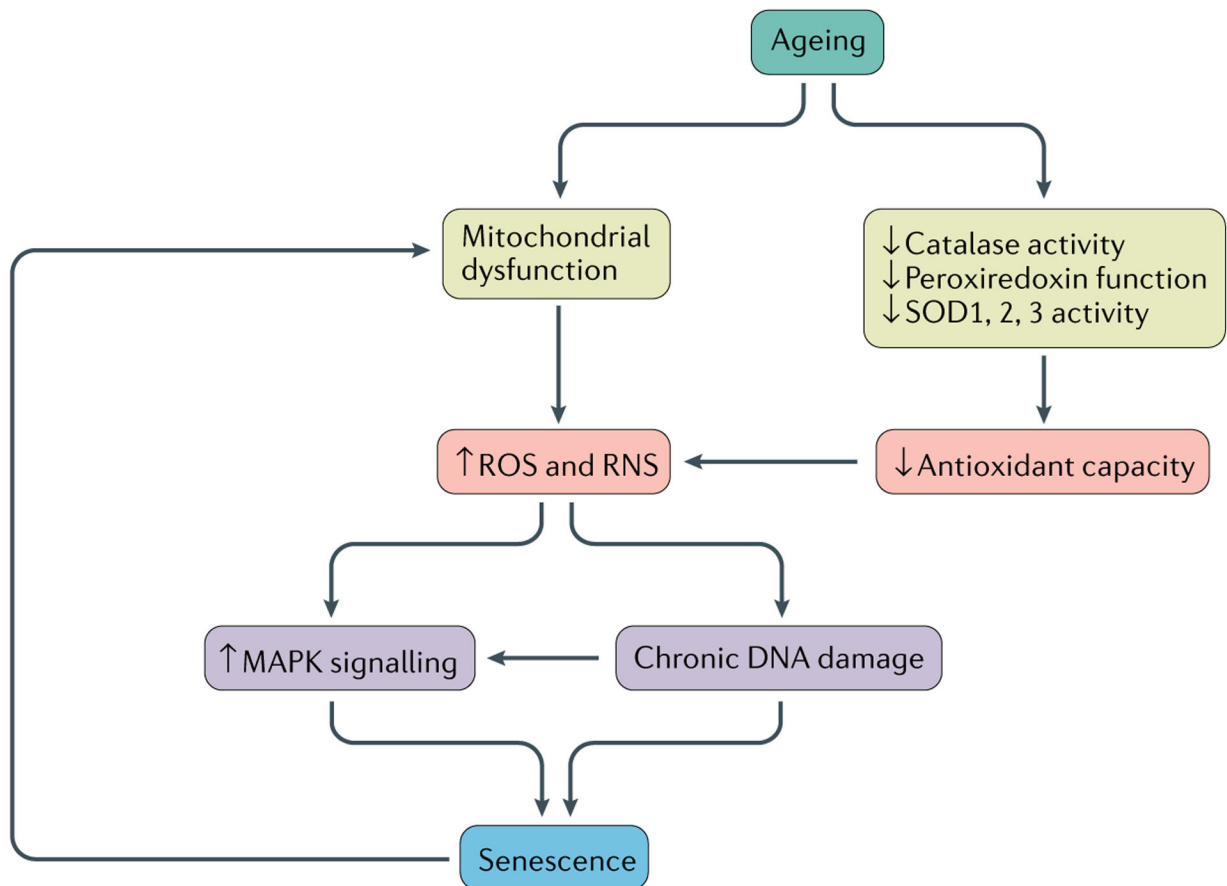 Ageing
Mitochondrial
dysfunction
↓Catalase activity
↓Peroxiredoxin function
↓SOD1, 2, 3 activity
↑ROS and RNS
↓Antioxidant capacity
↑MAPK signalling
Chronic DNA damage
Senescence